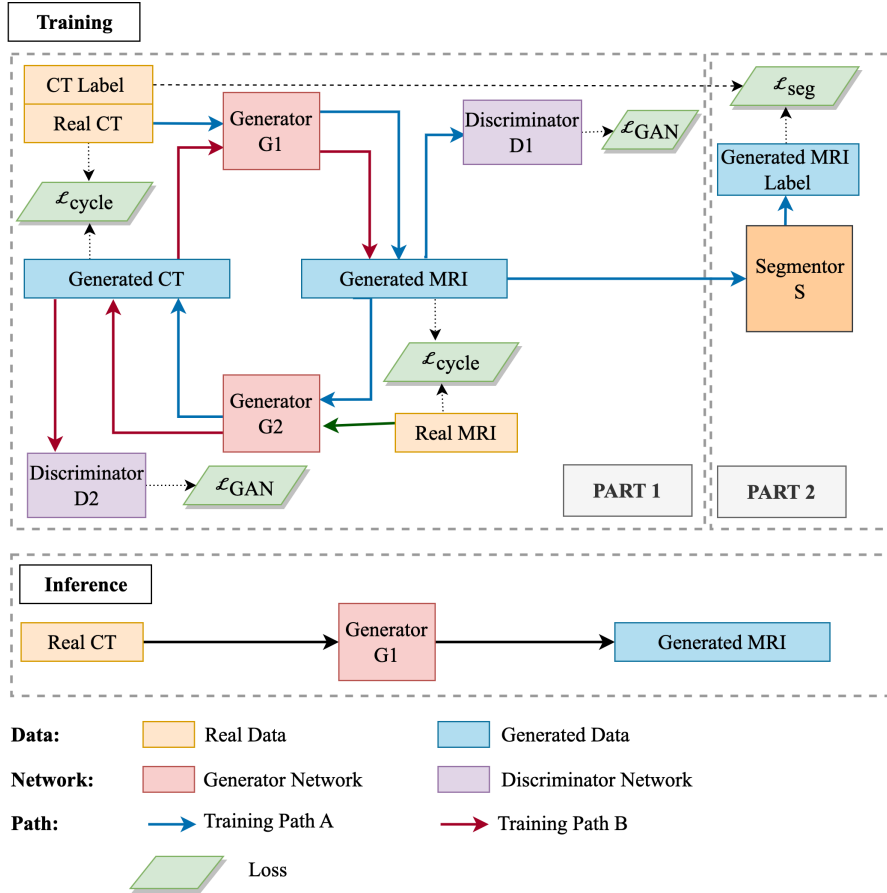 Training
CT Label
Real CT
Generator
G1
Discriminator
D1
ℒGAN
ℒseg
Generated MRI
Label
ℒcycle
Generated CT
Generated MRI
Segmentor
S
ℒcycle
Generator
G2
Real MRI
Discriminator
D2
ℒGAN
PART 1
PART 2
Inference
Real CT
Generator
G1
Generated MRI
Data:
Real Data
Generated Data
Network:
Generator Network
Discriminator Network
Path:
Training Path A
Training Path B
Loss